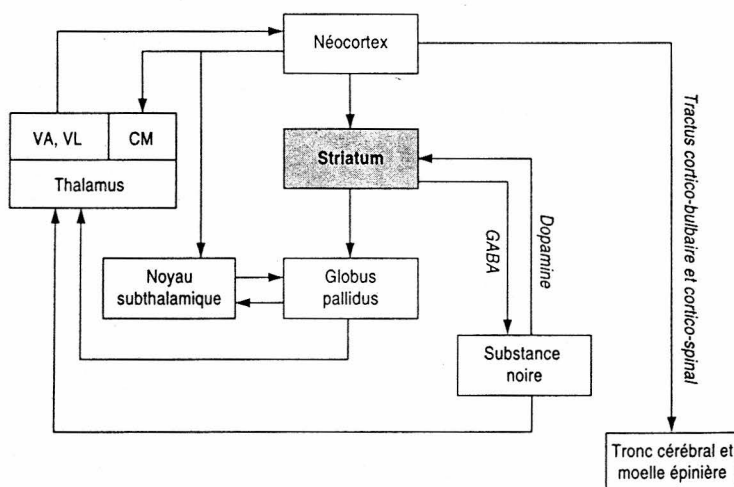 Néocortex
VA, VL
CM
Thalamus
Striatum
Noyau
subthalamique
Globus
pallidus
GABA
Dopamine
Substance
noire
Tractus cortico-bulbaire et cortico-spinal
Tronc cérébral et
moelle épinière